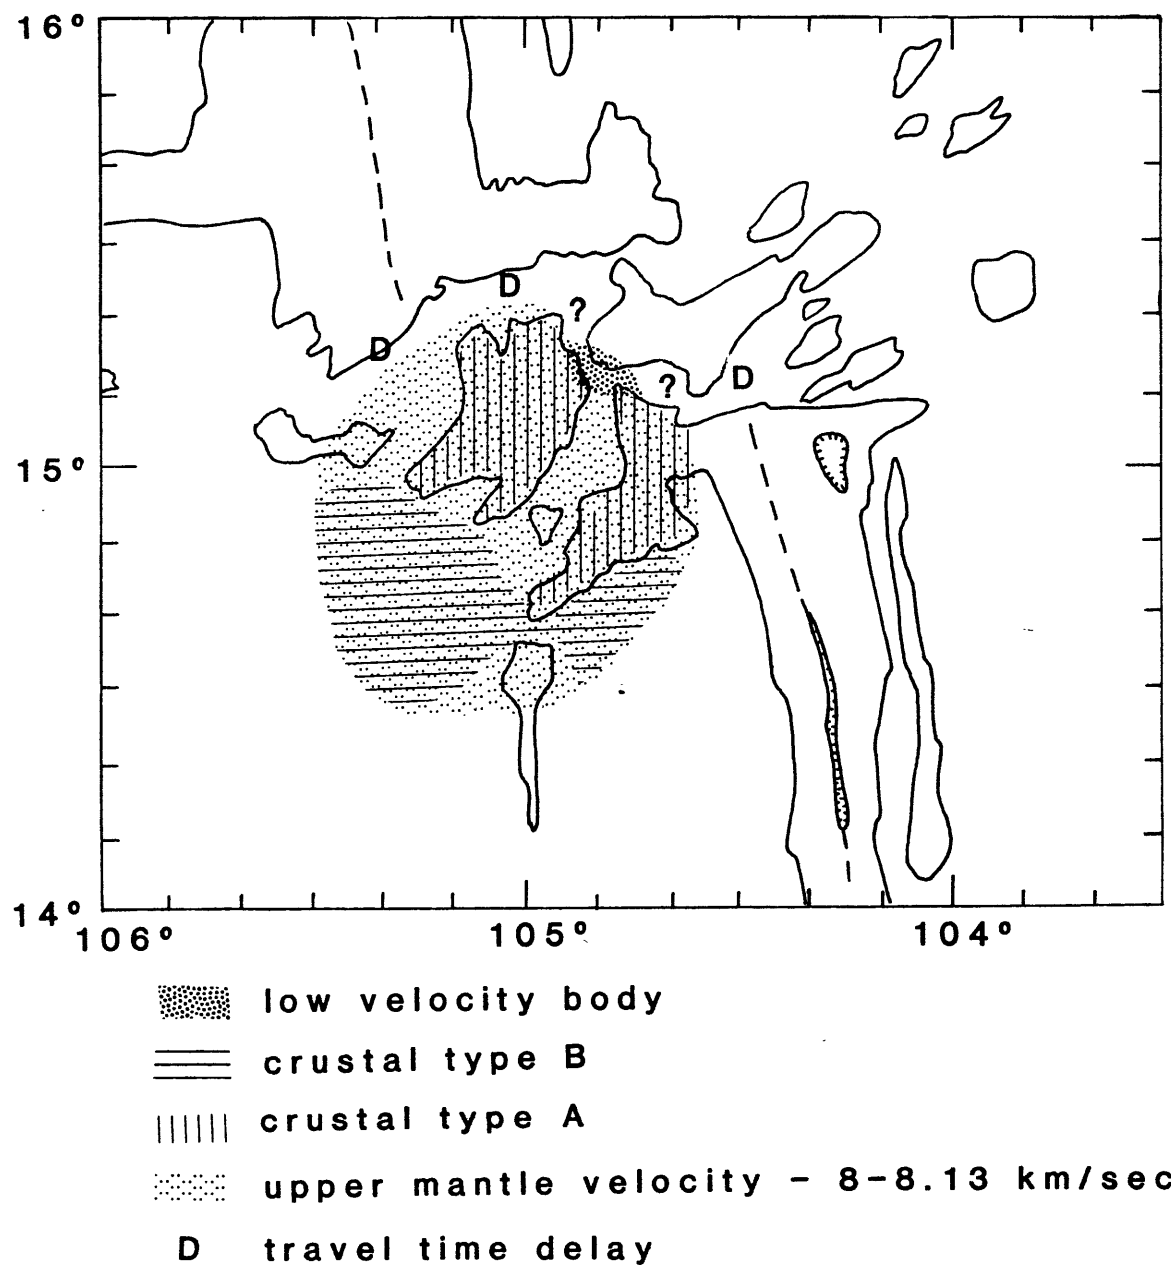 16°
D
?
D
?
D
15°
14°
106° 105° 104°
low velocity body
crustal type B
crustal type A
upper mantle velocity – 8–8.13 km/sec
D travel time delay